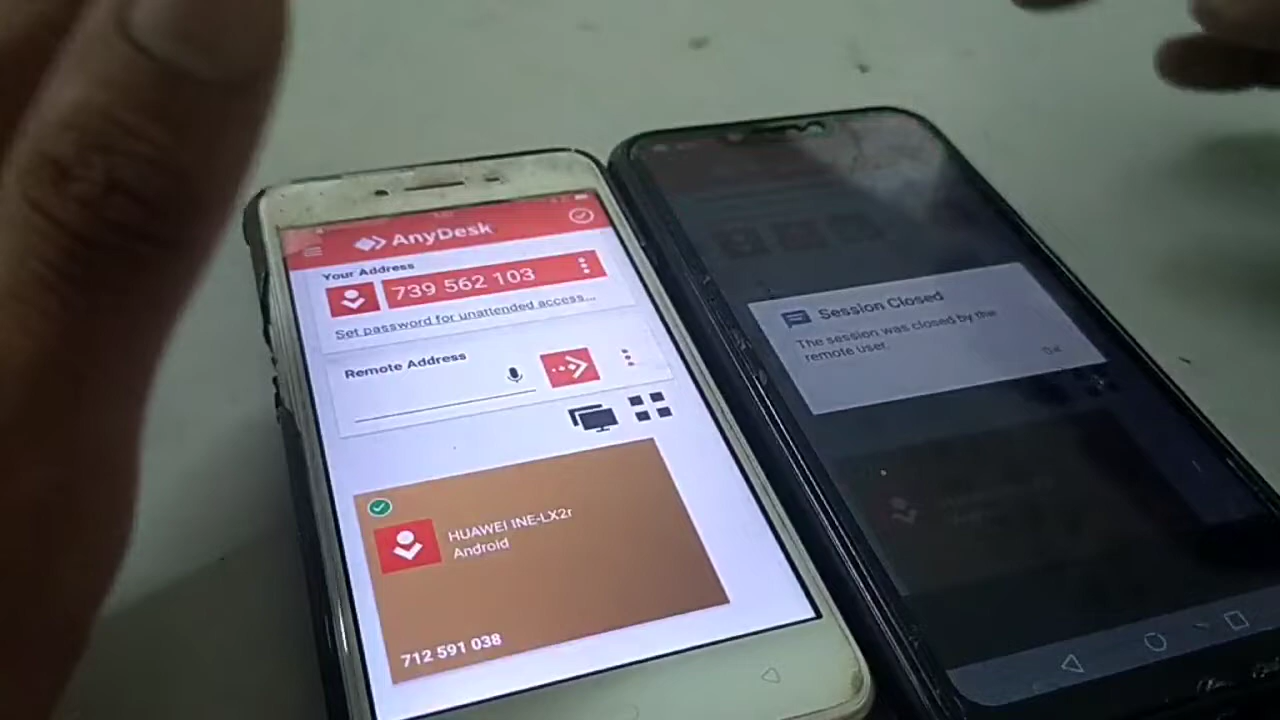 AnyDesk
Your Address
739 562 103
Set password for unattended access...
Remote Address
HUAWEI INE-LX2r
Android
712 591 038
Session Closed
The session was closed by the
remote user.